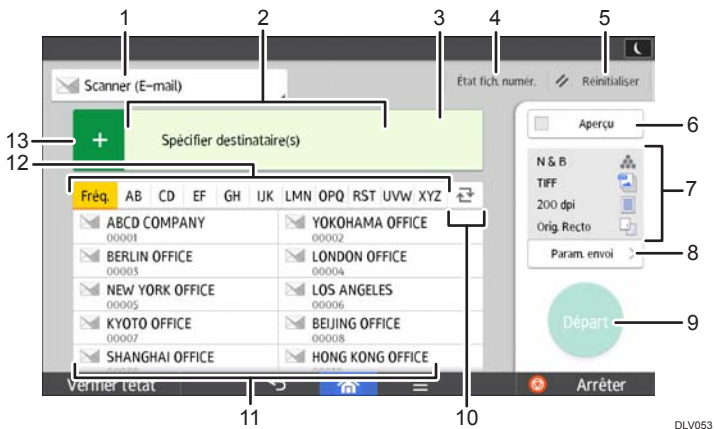 1 2 3 4 5
Scanner (E-mail)
État fich. numér. Réinitialiser
13 + Spécifier destinataire(s)
Aperçu 6
12
Fréq. AB CD EF GH IJK LMN OPQ RST UVW XYZ
N & B
TIFF
200 dpi
Orig. Recto
7
ABCD COMPANY
00001
YOKOHAMA OFFICE
00002
BERLIN OFFICE
00003
LONDON OFFICE
00004
Param. envoi 8
NEW YORK OFFICE
00005
LOS ANGELES
00006
KYOTO OFFICE
00007
BEIJING OFFICE
00008
Départ 9
SHANGHAI OFFICE
HONG KONG OFFICE
Vérifier l'état
Arrêter
11 10
DLV053